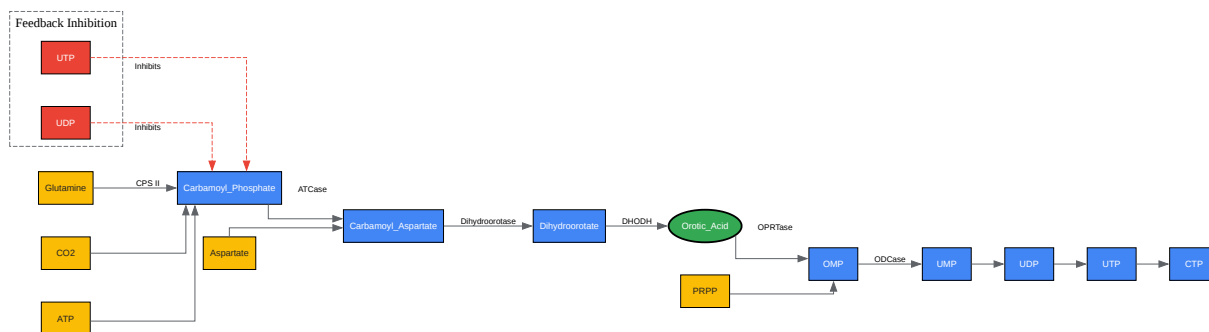 Feedback Inhibition
UTP
Inhibits
UDP
Inhibits
Glutamine
CPS II
Carbamoyl_Phosphate
ATCase
CO2
Aspartate
ATP
Carbamoyl_Aspartate
Dihydroorotase
Dihydroorotate
DHODH
Orotic_Acid
OPRTase
PRPP
OMP
ODCase
UMP
UDP
UTP
CTP